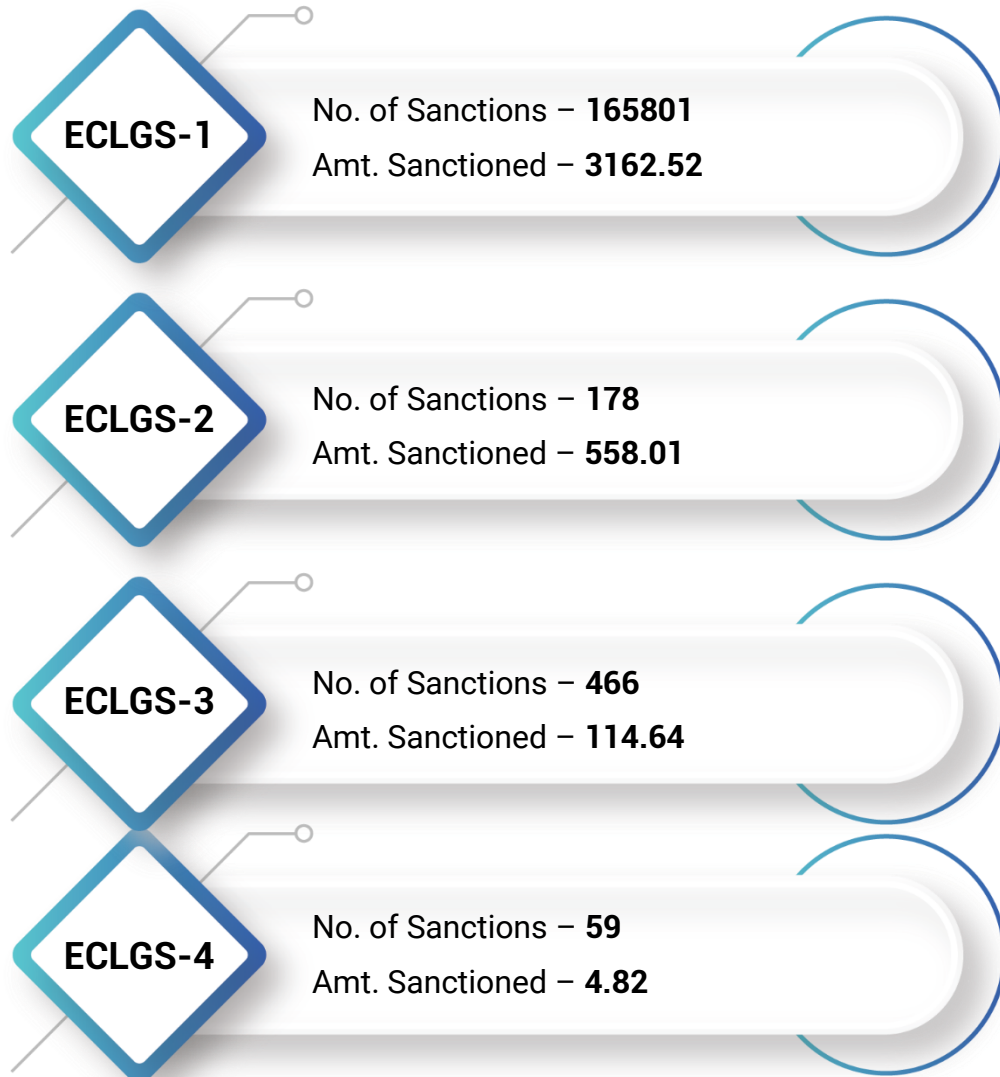 ECLGS-1
No. of Sanctions – 165801
Amt. Sanctioned – 3162.52
ECLGS-2
No. of Sanctions – 178
Amt. Sanctioned – 558.01
ECLGS-3
No. of Sanctions – 466
Amt. Sanctioned – 114.64
ECLGS-4
No. of Sanctions – 59
Amt. Sanctioned – 4.82